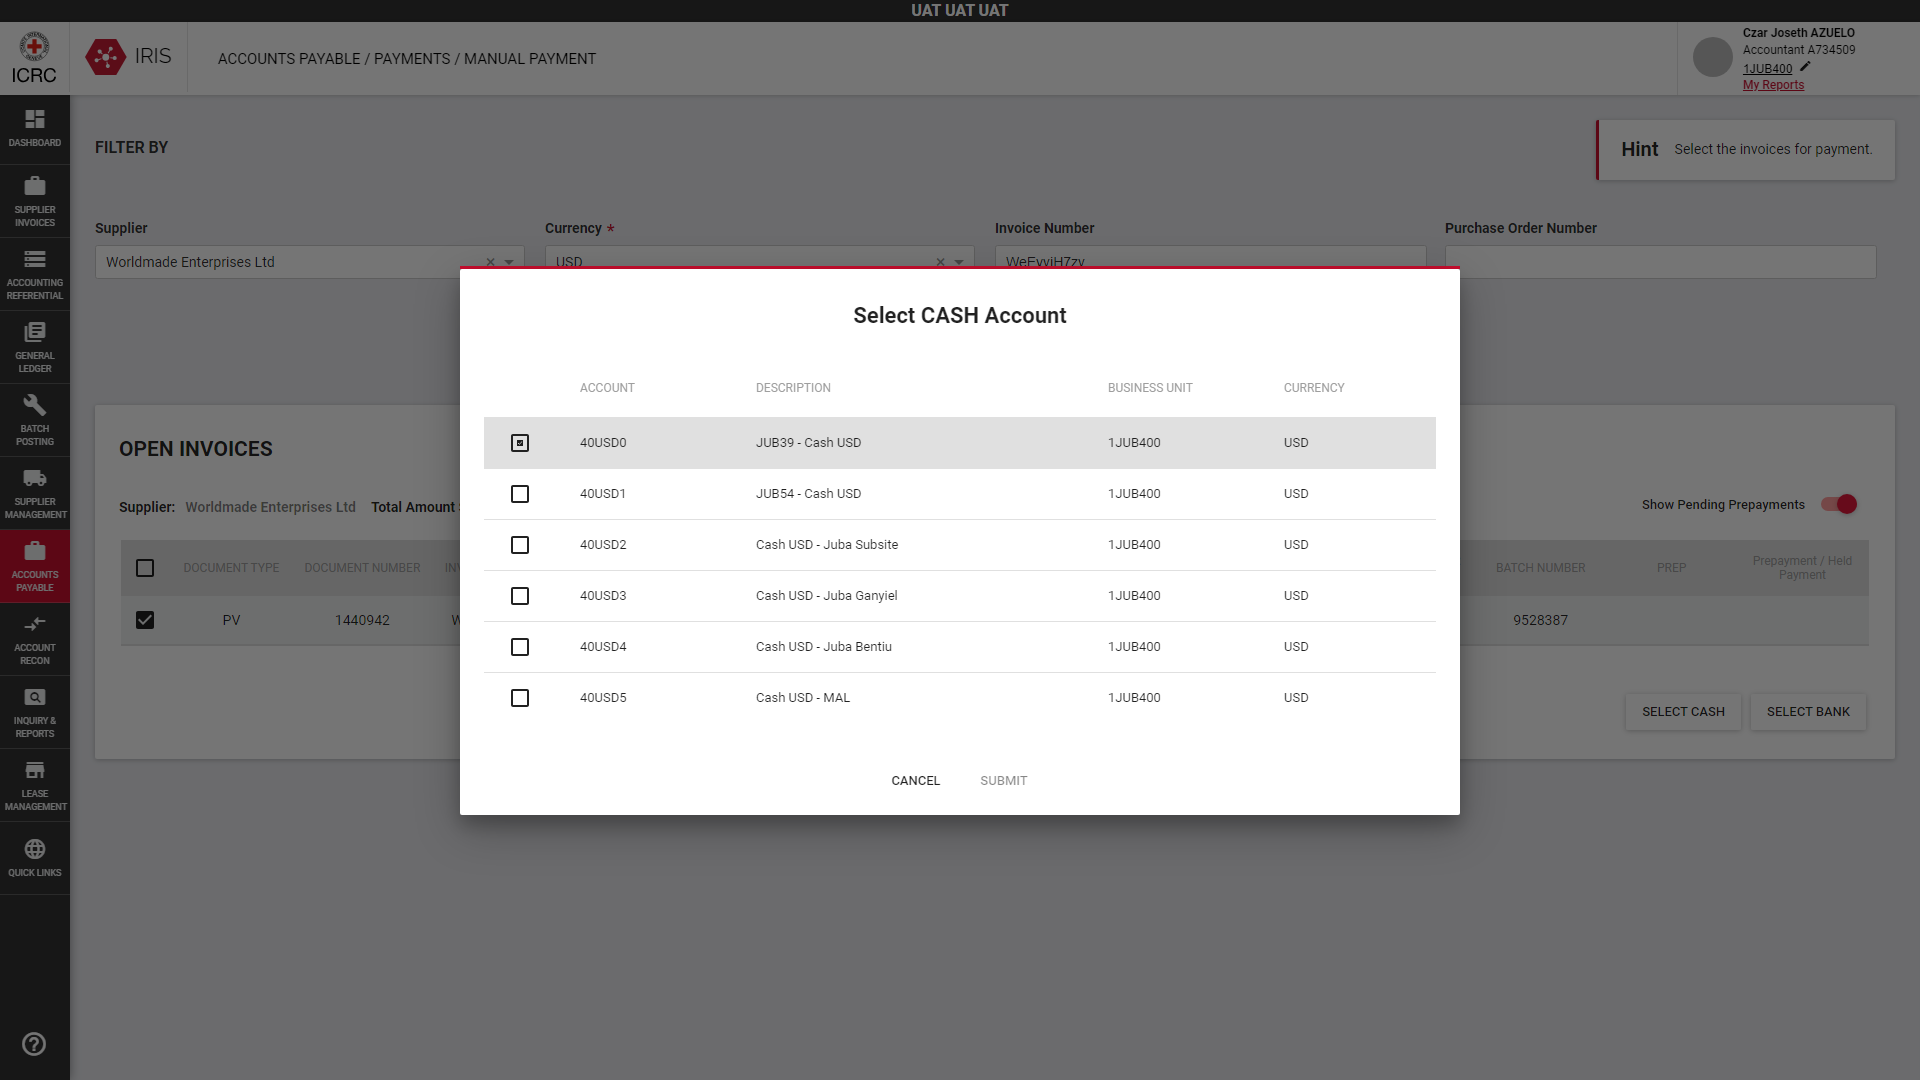 UAT UAT UAT
ICRC
IRIS
ACCOUNTS PAYABLE / PAYMENTS / MANUAL PAYMENT
Czar Joseth AZUELO
Accountant A734509
1JUB400
My Reports
DASHBOARD
SUPPLIER
INVOICES
ACCOUNTING
REFERENTIAL
GENERAL
LEDGER
BATCH
POSTING
SUPPLIER
MANAGEMENT
ACCOUNTS
PAYABLE
ACCOUNT
RECON
INQUIRY &
REPORTS
LEASE
MANAGEMENT
QUICK LINKS
FILTER BY
Hint Select the invoices for payment.
Supplier
Currency *
Invoice Number
Purchase Order Number
Worldmade Enterprises Ltd
USD
OPEN INVOICES
Supplier: Worldmade Enterprises Ltd Total Amount
Show Pending Prepayments
DOCUMENT TYPE DOCUMENT NUMBER BATCH NUMBER PREP Prepayment / Held
Payment
PV 1440942 9528387
SELECT CASH SELECT BANK
Select CASH Account
ACCOUNT DESCRIPTION BUSINESS UNIT CURRENCY
40USD0 JUB39 - Cash USD 1JUB400 USD
40USD1 JUB54 - Cash USD 1JUB400 USD
40USD2 Cash USD - Juba Subsite 1JUB400 USD
40USD3 Cash USD - Juba Ganyiel 1JUB400 USD
40USD4 Cash USD - Juba Bentiu 1JUB400 USD
40USD5 Cash USD - MAL 1JUB400 USD
CANCEL SUBMIT